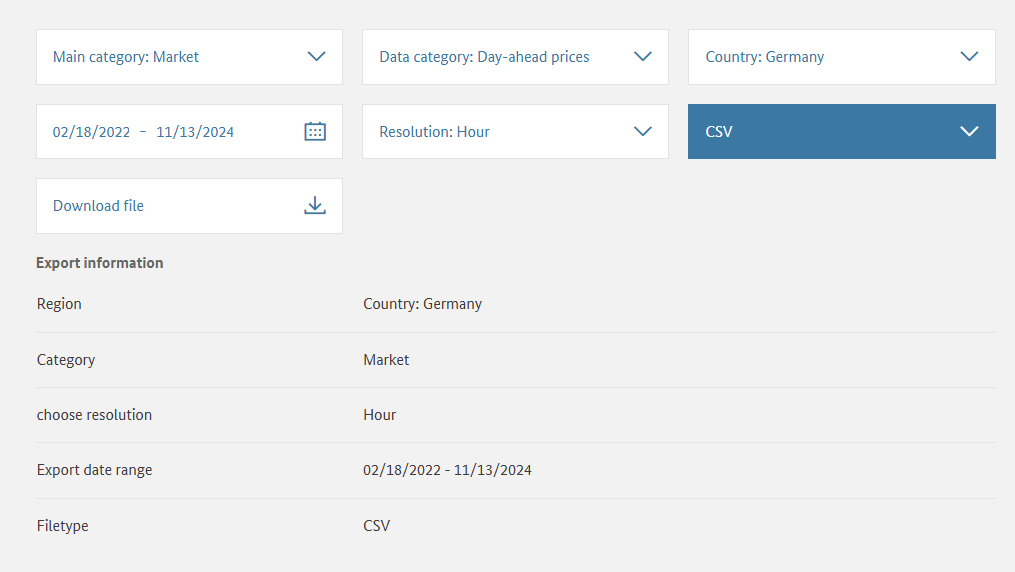 Main category: Market
Data category: Day-ahead prices
Country: Germany
02/18/2022 - 11/13/2024
Resolution: Hour
CSV
Download file
Export information
Region Country: Germany
Category Market
choose resolution Hour
Export date range 02/18/2022 - 11/13/2024
Filetype CSV